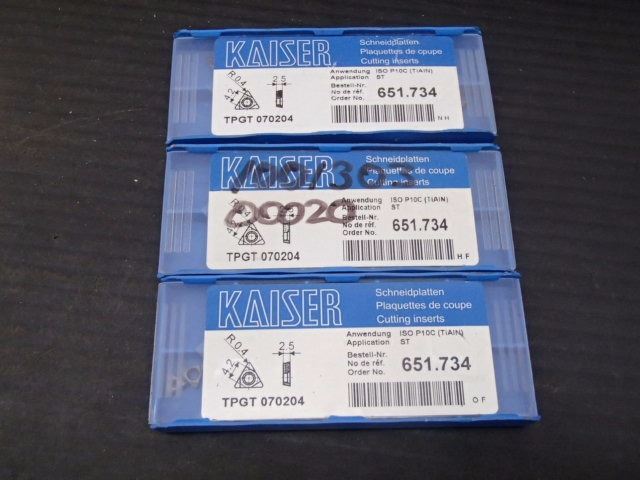 KAISER
Schneidplatten
Plaquettes de coupe
Cutting inserts
R 0.4
4.2
2.5
TPGT 070204
Anwendung ISO P10C (TiAlN)
Application ST
Bestell-Nr.
No de réf.
Order No.
651.734
N H
KAISER
Schneidplatten
Plaquettes de coupe
Cutting inserts
TPGT 070204
Anwendung ISO P10C (TiAlN)
Application ST
Bestell-Nr.
No de réf.
Order No.
651.734
H F
KAISER
Schneidplatten
Plaquettes de coupe
Cutting inserts
R 0.4
4.2
2.5
TPGT 070204
Anwendung ISO P10C (TiAlN)
Application ST
Bestell-Nr.
No de réf.
Order No.
651.734
O F